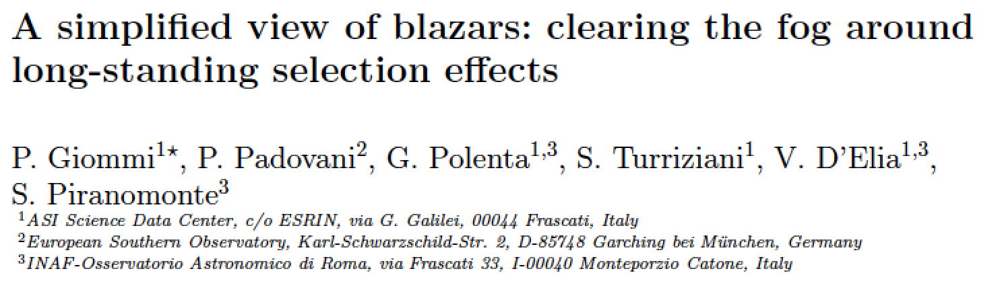 A simplified view of blazars: clearing the fog around
long-standing selection effects
P. Giommi¹*, P. Padovani², G. Polenta¹,³, S. Turriziani¹, V. D'Elia¹,³,
S. Piranomonte³
¹ASI Science Data Center, c/o ESRIN, via G. Galilei, 00044 Frascati, Italy
²European Southern Observatory, Karl-Schwarzschild-Str. 2, D-85748 Garching bei München, Germany
³INAF-Osservatorio Astronomico di Roma, via Frascati 33, I-00040 Monteporzio Catone, Italy